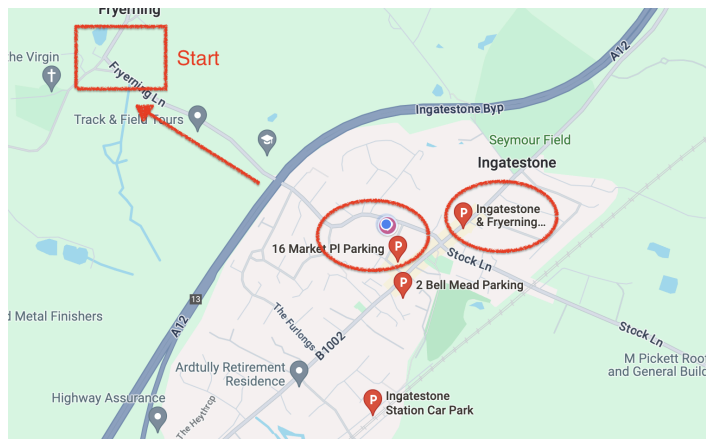 Fryerning
Start
the Virgin
Fryerning Ln
Track & Field Tours
A12
Ingatestone Byp
Seymour Field
Ingatestone
P
Ingatestone
& Fryerning...
16 Market Pl Parking
P
Stock Ln
P
2 Bell Mead Parking
13
A12
d Metal Finishers
The Furlongs
B1002
Stock Ln
Ardtully Retirement
Residence
M Pickett Roof
and General Build
Highway Assurance
The Heythrop
P
Ingatestone
Station Car Park